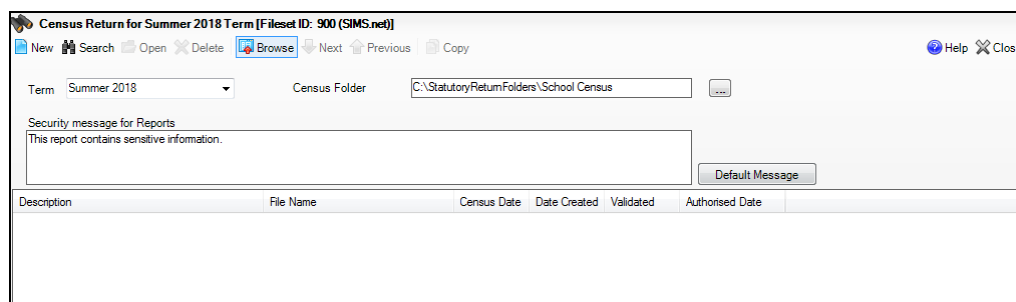 Census Return for Summer 2018 Term [Fileset ID: 900 (SIMS.net)]
New Search Open Delete Browse Next Previous Copy Help Clos
Term Summer 2018 Census Folder C:\StatutoryReturnFolders\School Census ...
Security message for Reports
This report contains sensitive information.
Default Message
Description File Name Census Date Date Created Validated Authorised Date